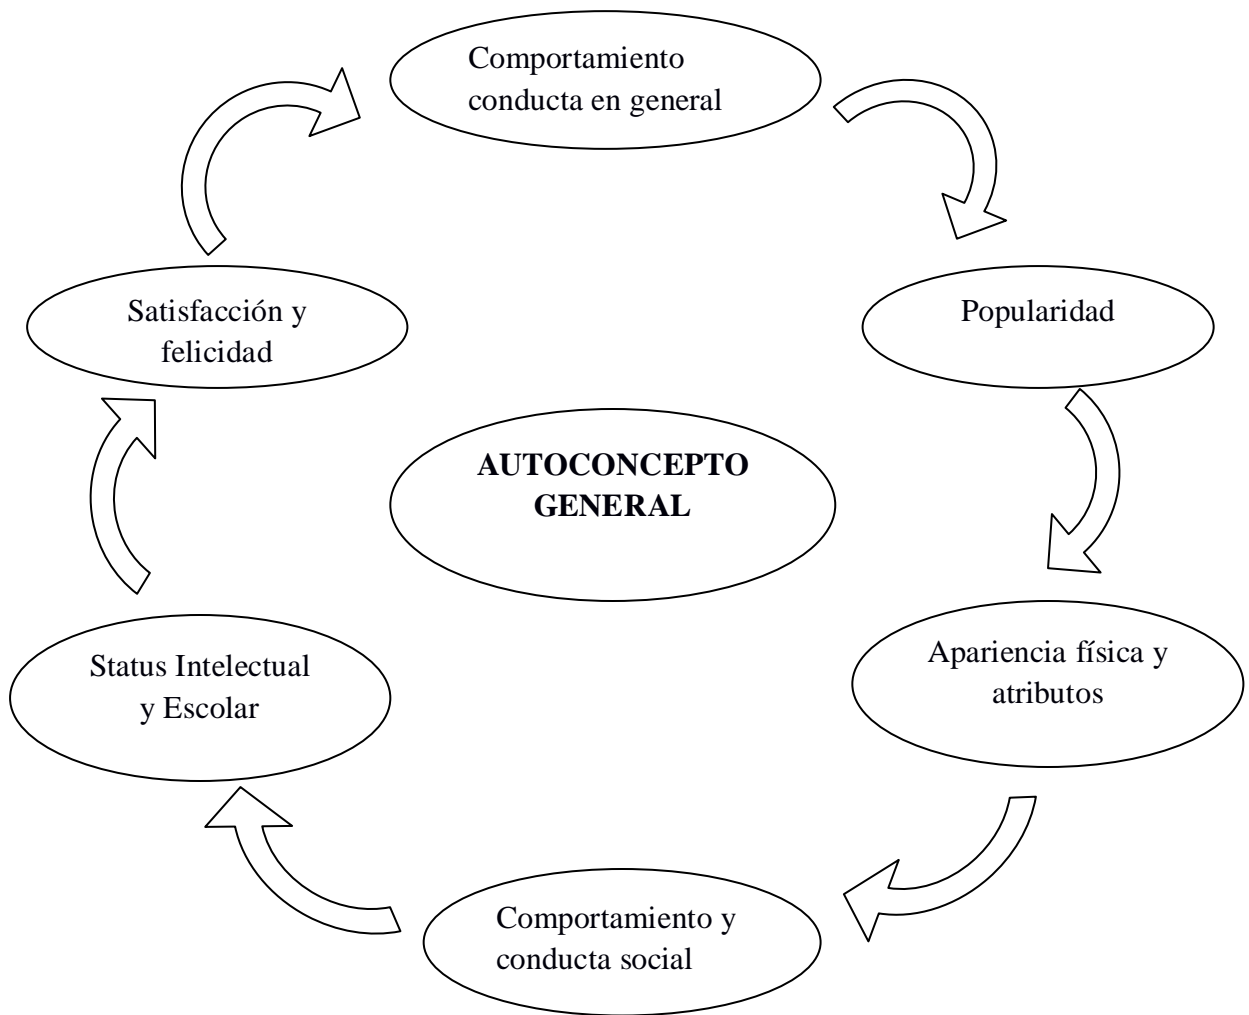 Comportamiento
conducta en general
Popularidad
Satisfacción y
felicidad
AUTOCONCEPTO
GENERAL
Apariencia física y
atributos
Status Intelectual
y Escolar
Comportamiento y
conducta social